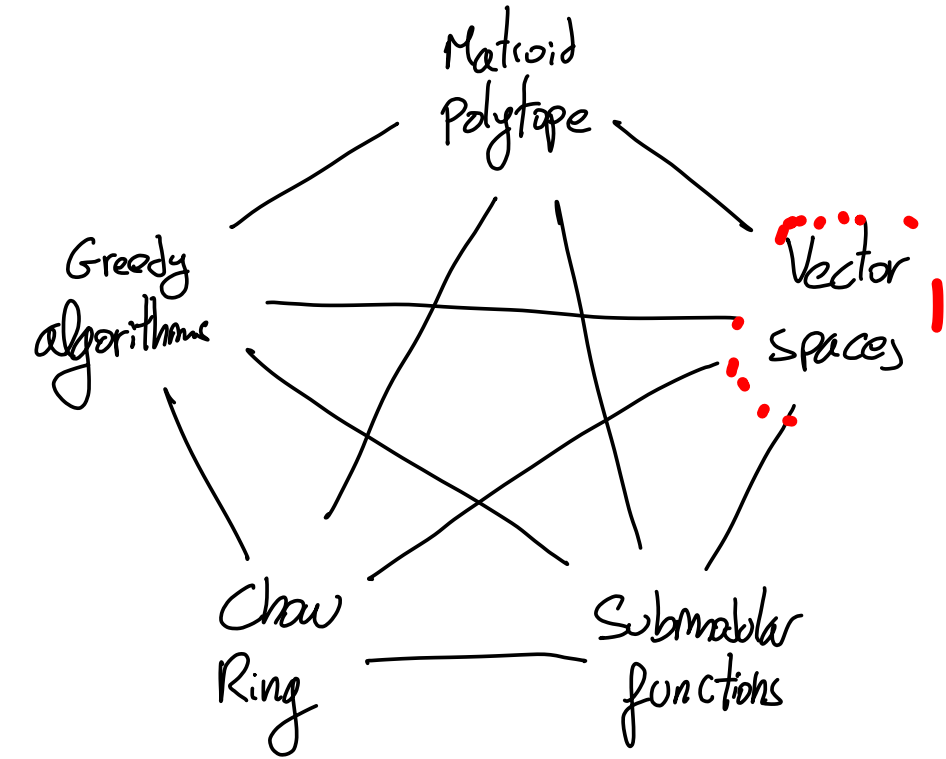 Matroid
Polytope
Greedy
algorithms
Vector
spaces
Chow
Ring
Submodular
functions